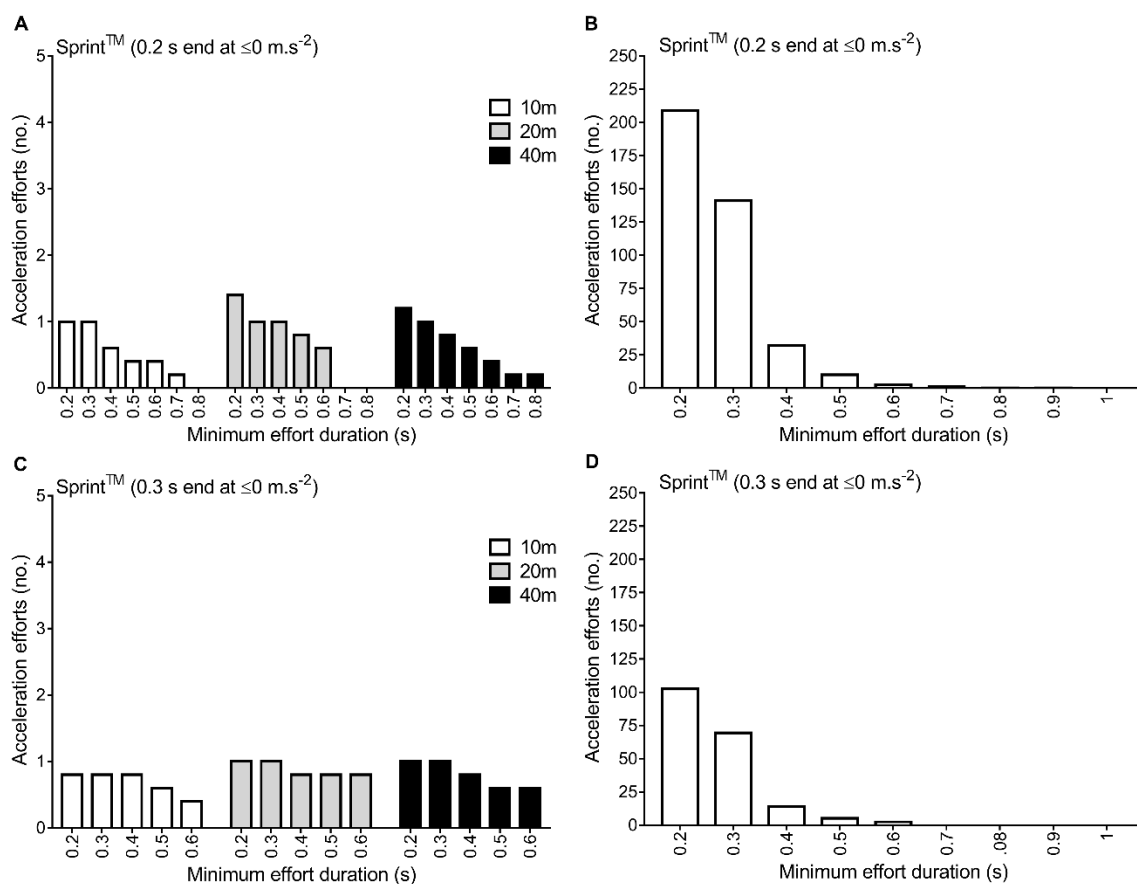 A
Sprint™ (0.2 s end at ≤0 m.s-2)
Acceleration efforts (no.)
5
4
3
2
1
0
10m
20m
40m
0.2 0.3 0.4 0.5 0.6 0.7 0.8 0.2 0.3 0.4 0.5 0.6 0.7 0.8 0.2 0.3 0.4 0.5 0.6 0.7 0.8
Minimum effort duration (s)
B
Sprint™ (0.2 s end at ≤0 m.s-2)
Acceleration efforts (no.)
250
225
200
175
150
125
100
75
50
25
0
0.2 0.3 0.4 0.5 0.6 0.7 0.8 0.9 1
Minimum effort duration (s)
C
Sprint™ (0.3 s end at ≤0 m.s-2)
Acceleration efforts (no.)
5
4
3
2
1
0
10m
20m
40m
0.2 0.3 0.4 0.5 0.6 0.2 0.3 0.4 0.5 0.6 0.2 0.3 0.4 0.5 0.6
Minimum effort duration (s)
D
Sprint™ (0.3 s end at ≤0 m.s-2)
Acceleration efforts (no.)
250
225
200
175
150
125
100
75
50
25
0
0.2 0.3 0.4 0.5 0.6 0.7 .08 0.9 1
Minimum effort duration (s)